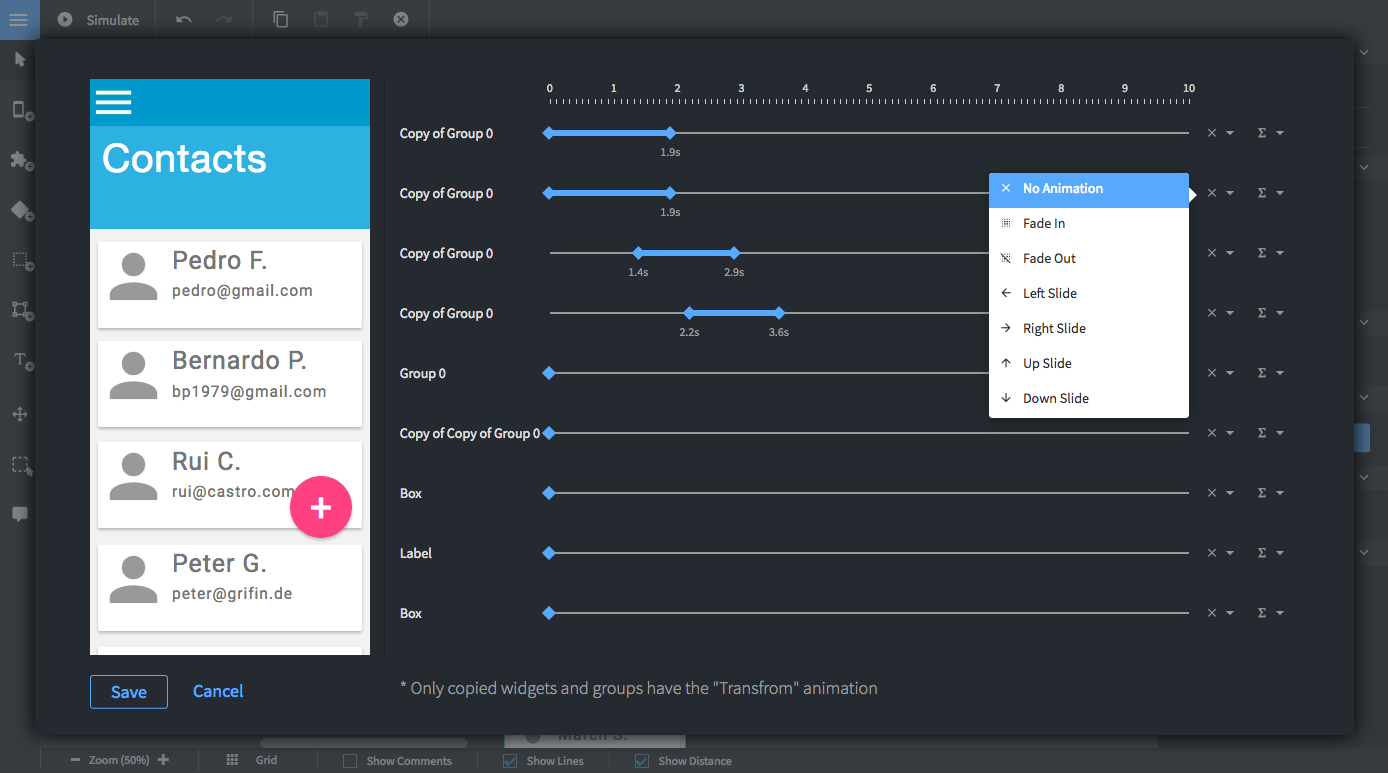 Simulate
0 1 2 3 4 5 6 7 8 9 10
Contacts
Pedro F.
pedro@gmail.com
Bernardo P.
bp1979@gmail.com
Rui C.
rui@castro.com
+
Peter G.
peter@grifin.de
Copy of Group 0
1.9s
Copy of Group 0
1.9s
Copy of Group 0
1.4s 2.9s
Copy of Group 0
2.2s 3.6s
Group 0
Copy of Copy of Group 0
Box
Label
Box
No Animation
Fade In
Fade Out
Left Slide
Right Slide
Up Slide
Down Slide
Save Cancel
* Only copied widgets and groups have the "Transfrom" animation
Zoom (50%) Grid Show Comments Show Lines Show Distance